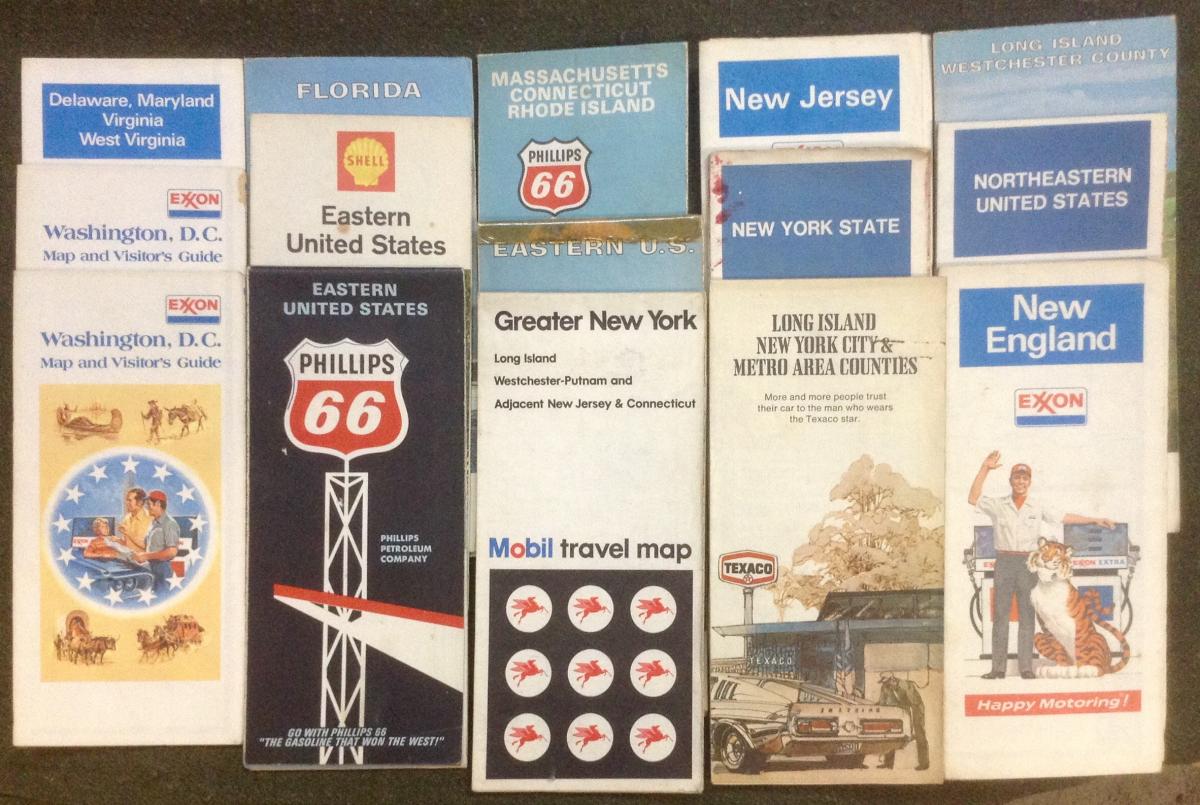 Delaware, Maryland
Virginia
West Virginia
EXXON
Washington, D.C.
Map and Visitor's Guide
EXXON
Washington, D.C.
Map and Visitor's Guide
FLORIDA
SHELL
Eastern
United States
EASTERN
UNITED STATES
PHILLIPS
66
PHILLIPS
PETROLEUM
COMPANY
GO WITH PHILLIPS 66
"THE GASOLINE THAT WON THE WEST!"
MASSACHUSETTS
CONNECTICUT
RHODE ISLAND
PHILLIPS
66
EASTERN U.S.
Greater New York
Long Island
Westchester-Putnam and
Adjacent New Jersey & Connecticut
Mobil travel map
New Jersey
NEW YORK STATE
LONG ISLAND
NEW YORK CITY &
METRO AREA COUNTIES
More and more people trust
their car to the man who wears
the Texaco star.
TEXACO
TEXACO
LONG ISLAND
WESTCHESTER COUNTY
NORTHEASTERN
UNITED STATES
New
England
EXXON
EXXON EXTRA
Happy Motoring!